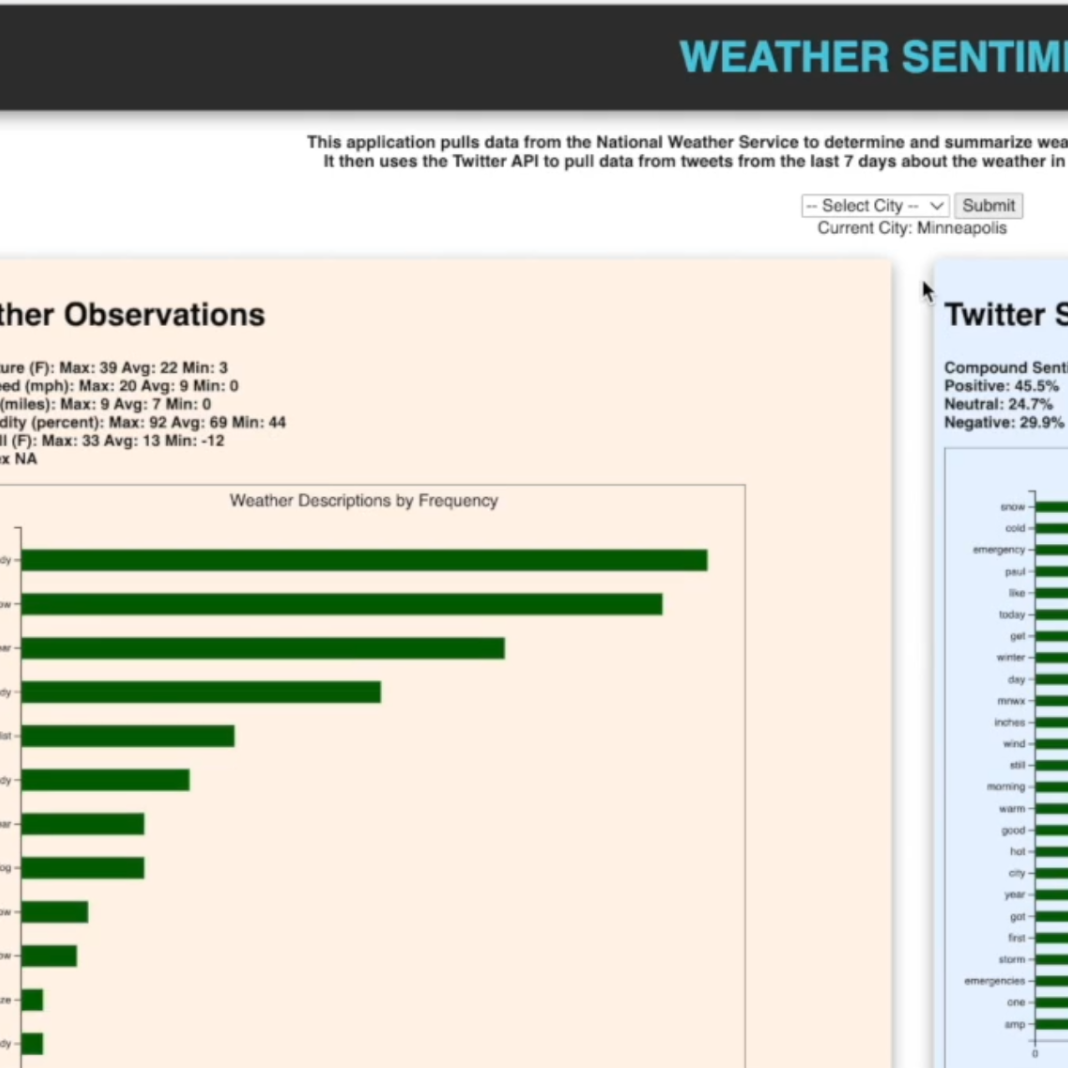 WEATHER SENTIM
This application pulls data from the National Weather Service to determine and summarize wea
It then uses the Twitter API to pull data from tweets from the last 7 days about the weather in
-- Select City -- Submit
Current City: Minneapolis
ther Observations
ure (F): Max: 39 Avg: 22 Min: 3
eed (mph): Max: 20 Avg: 9 Min: 0
(miles): Max: 9 Avg: 7 Min: 0
dity (percent): Max: 92 Avg: 69 Min: 44
ll (F): Max: 33 Avg: 13 Min: -12
ex NA
Weather Descriptions by Frequency
dy
ow
ear
dy
ist
dy
ear
og
ow
ow
ze
dy
Twitter S
Compound Senti
Positive: 45.5%
Neutral: 24.7%
Negative: 29.9%
snow
cold
emergency
paul
like
today
get
winter
day
mnwx
inches
wind
still
morning
warm
good
hot
city
year
got
first
storm
emergencies
one
amp
0